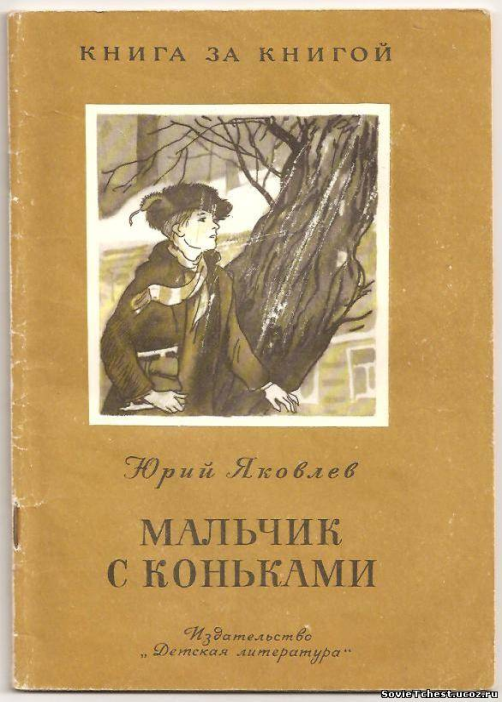 КНИГА ЗА КНИГОЙ
Юрий Яковлев
МАЛЬЧИК
С КОНЬКАМИ
Издательство
„Детская литература“
SovieTchest.ucoz.ru